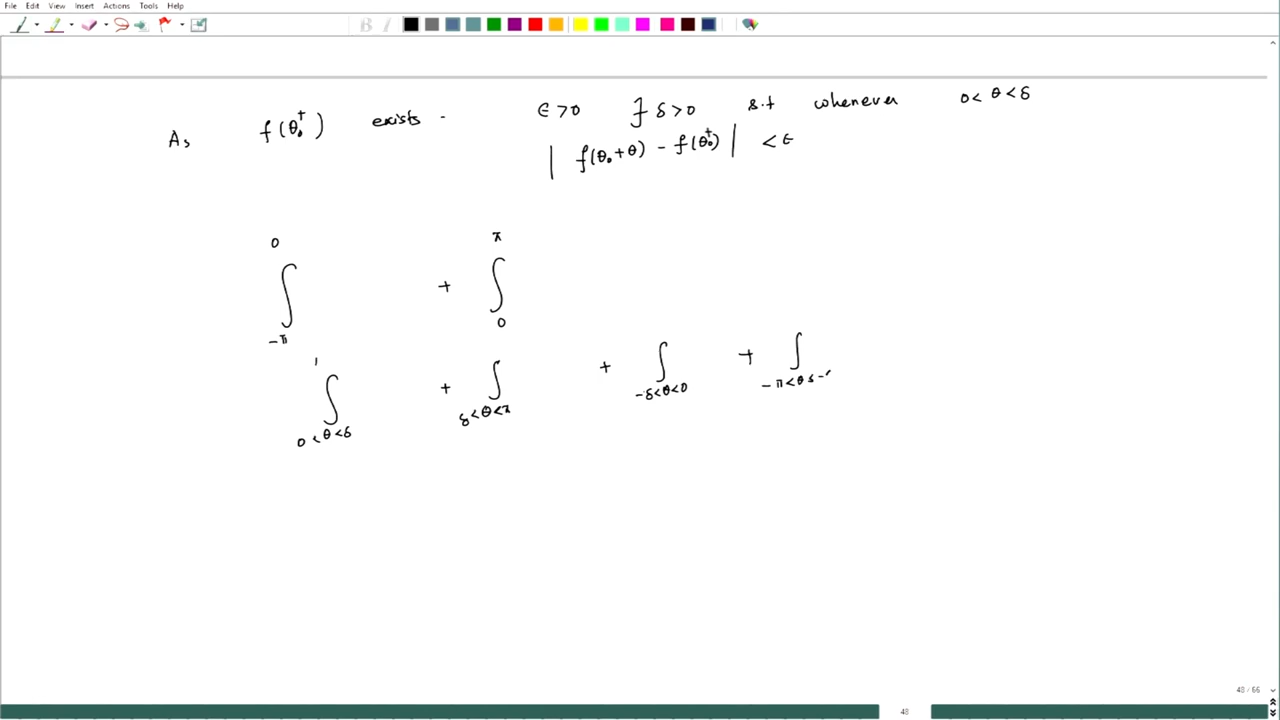 File Edit View Insert Actions Tools Help
As f(θ₀⁺) exists . ϵ>0 ∃ δ>0 s.t whenever 0<θ<δ
| f(θ₀+θ) - f(θ₀⁺) | <ϵ
∫_{-π}^{0} + ∫_{0}^{π}
∫_{0<θ<δ} + ∫_{δ<θ<π} + ∫_{-δ<θ<0} + ∫_{-π<θ≤-
48 / 66
48